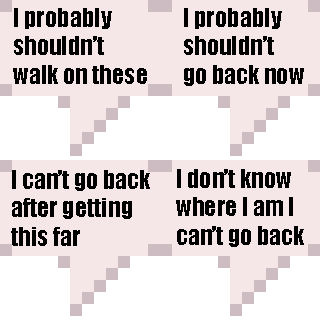 I probably
shouldn't
walk on these
I probably
shouldn't
go back now
I can't go back
after getting
this far
I don't know
where I am I
can't go back